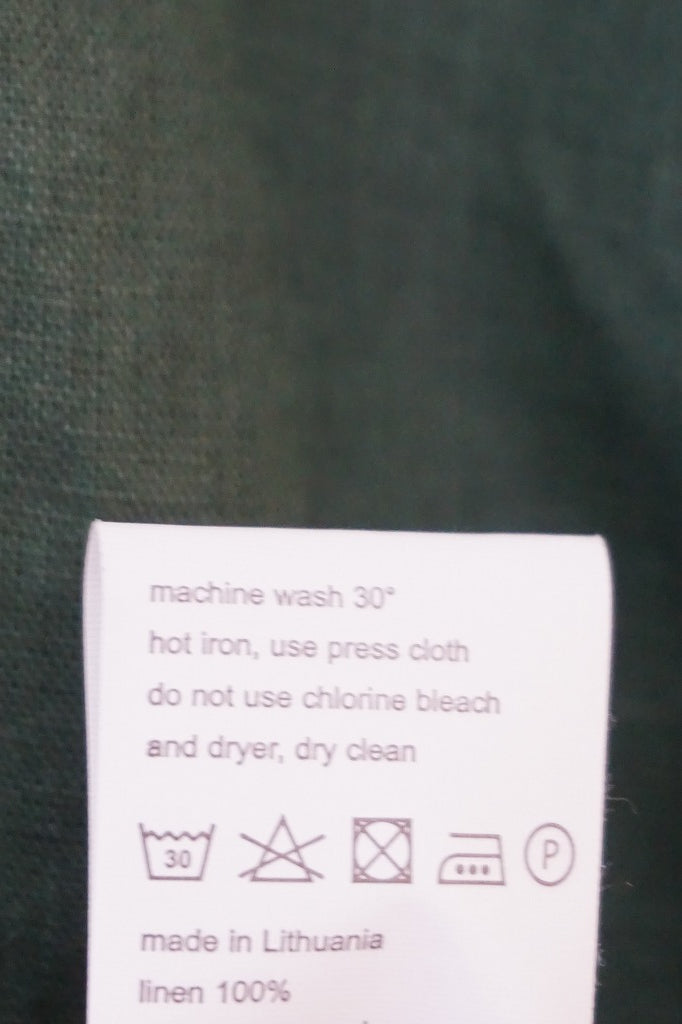 machine wash 30°
hot iron, use press cloth
do not use chlorine bleach
and dryer, dry clean
30 P
made in Lithuania
linen 100%